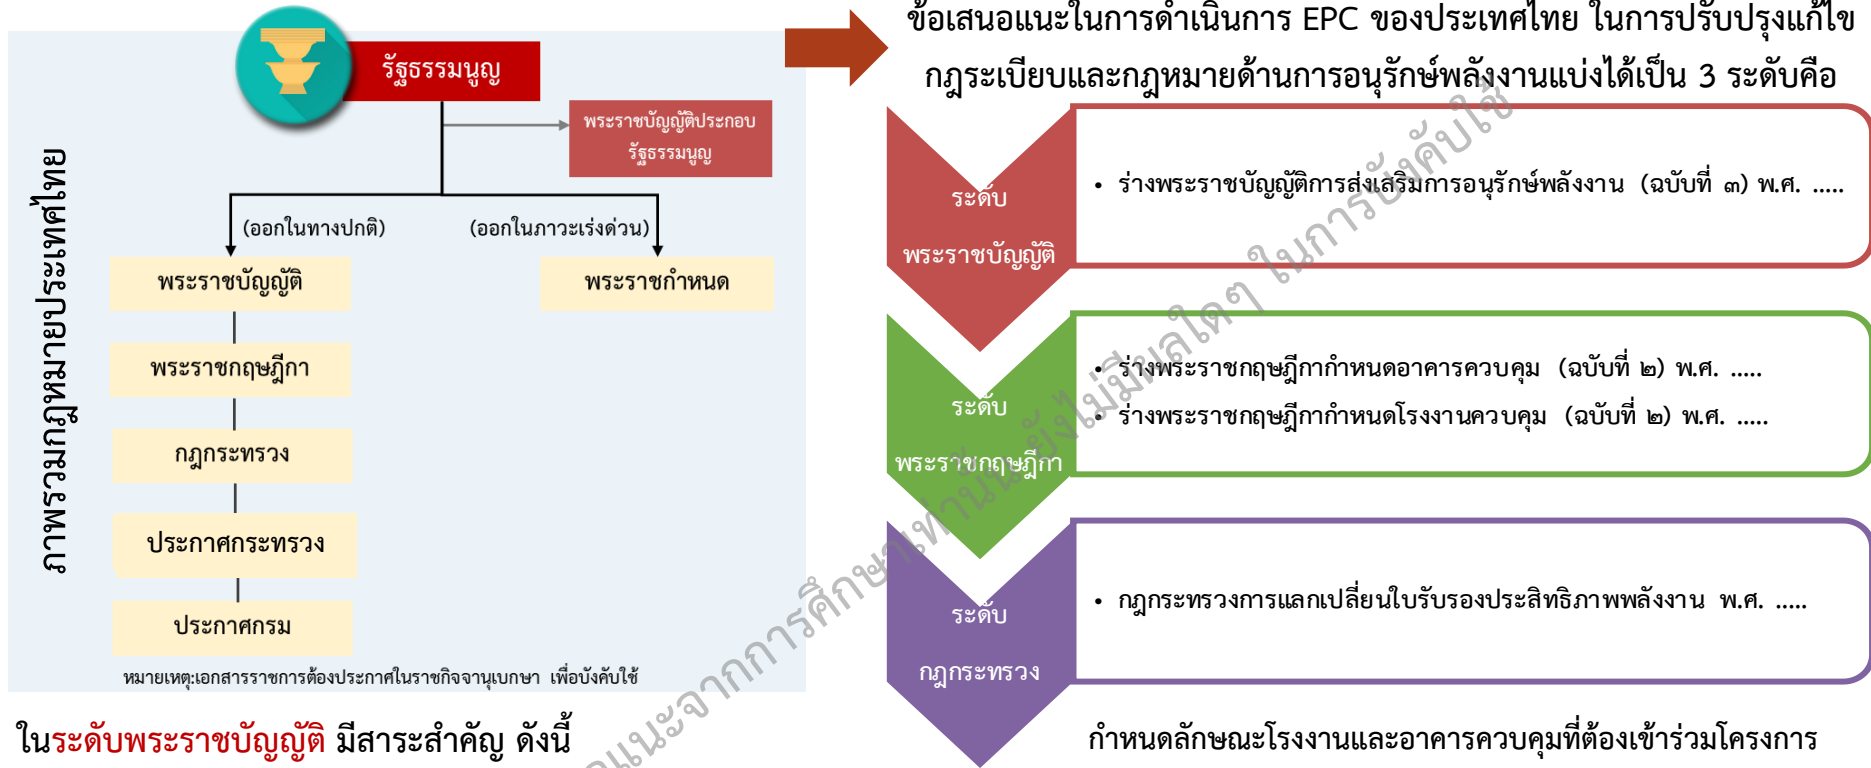 ภาพรวมกฎหมายประเทศไทย
รัฐธรรมนูญ
พระราชบัญญัติประกอบ
รัฐธรรมนูญ
(ออกในทางปกติ)
(ออกในภาวะเร่งด่วน)
พระราชบัญญัติ
พระราชกำหนด
พระราชกฤษฎีกา
กฎกระทรวง
ประกาศกระทรวง
ประกาศกรม
หมายเหตุ:เอกสารราชการต้องประกาศในราชกิจจานุเบกษา เพื่อบังคับใช้
ในระดับพระราชบัญญัติ มีสาระสำคัญ ดังนี้
ข้อเสนอแนะในการดำเนินการ EPC ของประเทศไทย ในการปรับปรุงแก้ไข
กฎระเบียบและกฎหมายด้านการอนุรักษ์พลังงานแบ่งได้เป็น 3 ระดับคือ
ระดับ
พระราชบัญญัติ
• ร่างพระราชบัญญัติการส่งเสริมการอนุรักษ์พลังงาน (ฉบับที่ ๓) พ.ศ. .....
ระดับ
พระราชกฤษฎีกา
• ร่างพระราชกฤษฎีกากำหนดอาคารควบคุม (ฉบับที่ ๒) พ.ศ. .....
• ร่างพระราชกฤษฎีกากำหนดโรงงานควบคุม (ฉบับที่ ๒) พ.ศ. .....
ระดับ
กฎกระทรวง
• กฎกระทรวงการแลกเปลี่ยนใบรับรองประสิทธิภาพพลังงาน พ.ศ. .....
กำหนดลักษณะโรงงานและอาคารควบคุมที่ต้องเข้าร่วมโครงการ
แนะจากการศึกษาเท่านั้น ยังไม่มีผลใดๆ ในการบังคับใช้